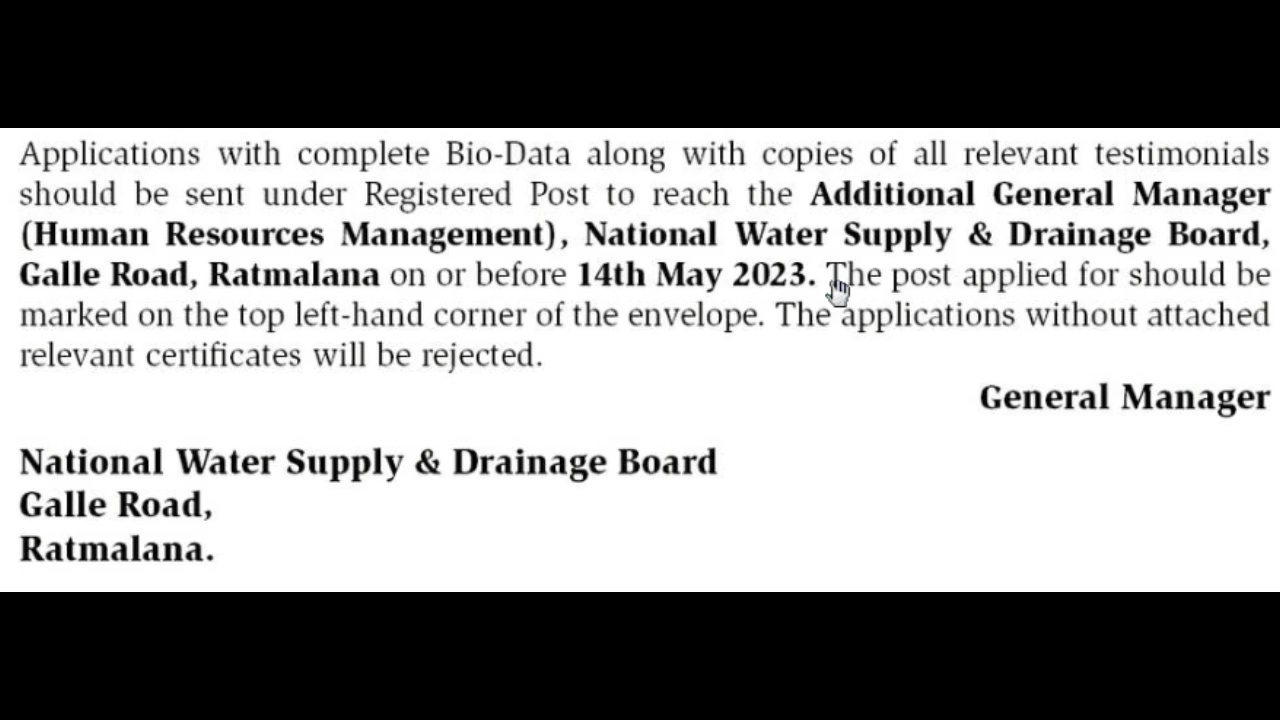 Applications with complete Bio-Data along with copies of all relevant testimonials
should be sent under Registered Post to reach the Additional General Manager
(Human Resources Management), National Water Supply & Drainage Board,
Galle Road, Ratmalana on or before 14th May 2023. The post applied for should be
marked on the top left-hand corner of the envelope. The applications without attached
relevant certificates will be rejected.
General Manager
National Water Supply & Drainage Board
Galle Road,
Ratmalana.